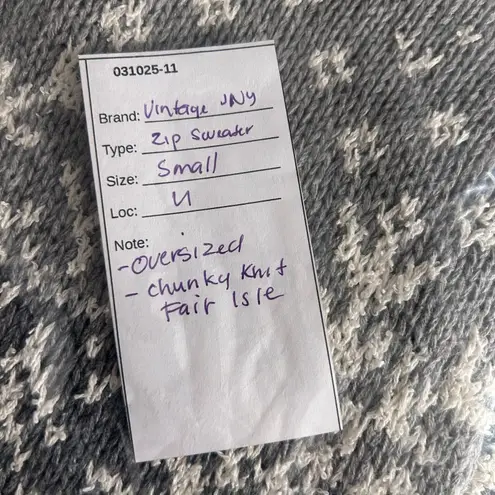 031025-11
Brand: Vintage JNY
Type: Zip Sweater
Size: Small
Loc: U
Note:
- Oversized
- Chunky Knit
Fair Isle